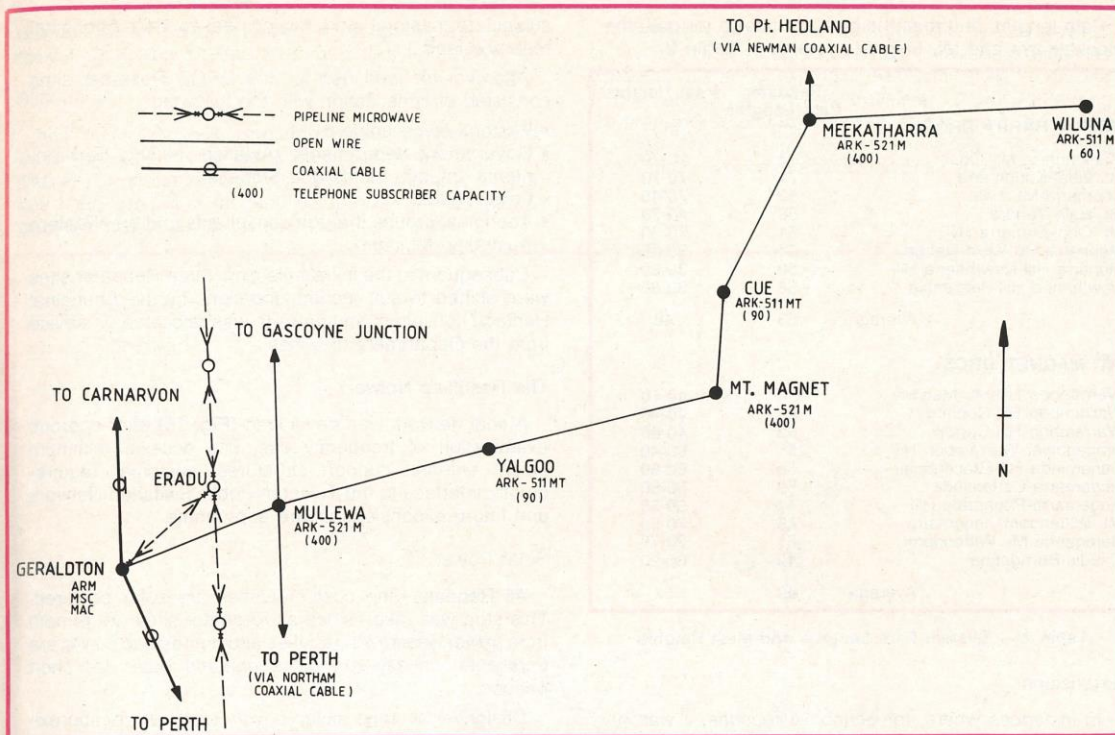 TO Pt. HEDLAND
(VIA NEWMAN COAXIAL CABLE)
PIPELINE MICROWAVE
OPEN WIRE
COAXIAL CABLE
(400) TELEPHONE SUBSCRIBER CAPACITY
MEEKATHARRA
ARK-521 M
(400)
WILUNA
ARK-511 M
(60)
CUE
ARK-511 MT
(90)
TO GASCOYNE JUNCTION
TO CARNARVON
MT. MAGNET
ARK-521 M
(400)
N
YALGOO
ARK-511 MT
(90)
ERADU
MULLEWA
ARK-521 M
(400)
GERALDTON
ARM
MSC
MAC
TO PERTH
(VIA NORTHAM
COAXIAL CABLE)
TO PERTH